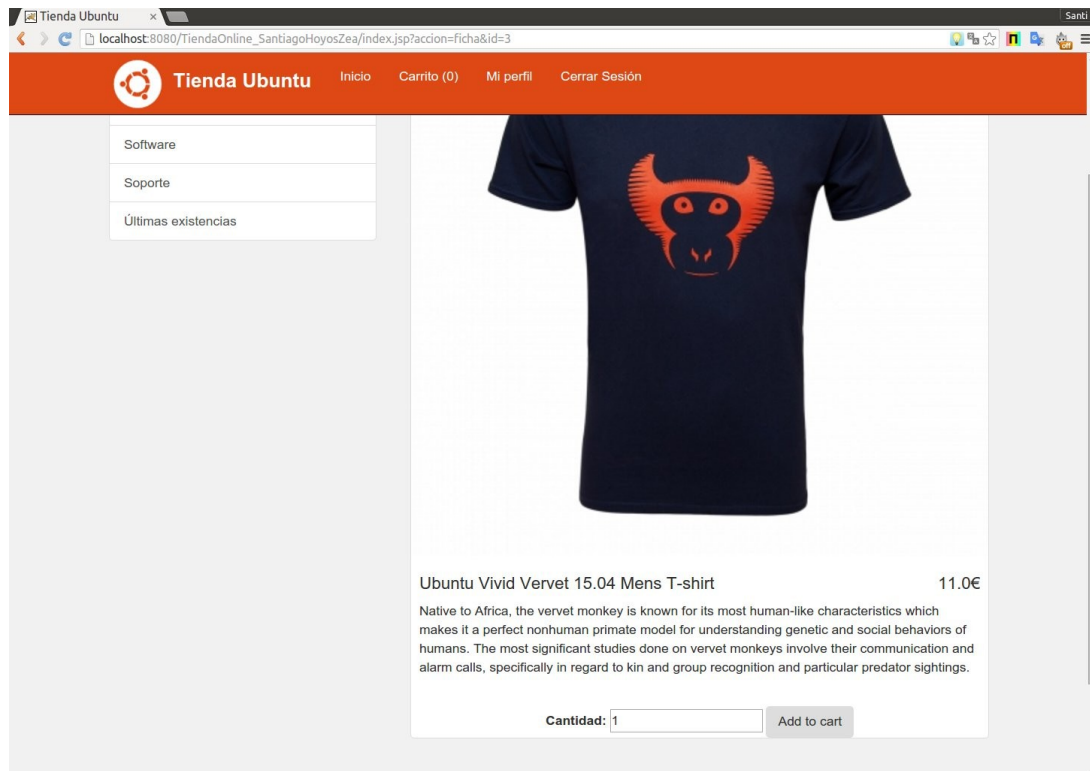 Tienda Ubuntu
Santi
localhost:8080/TiendaOnline_SantiagoHoyosZea/index.jsp?accion=ficha&id=3
Tienda Ubuntu Inicio Carrito (0) Mi perfil Cerrar Sesión
Software
Soporte
Últimas existencias
Ubuntu Vivid Vervet 15.04 Mens T-shirt 11.0€
Native to Africa, the vervet monkey is known for its most human-like characteristics which
makes it a perfect nonhuman primate model for understanding genetic and social behaviors of
humans. The most significant studies done on vervet monkeys involve their communication and
alarm calls, specifically in regard to kin and group recognition and particular predator sightings.
Cantidad: 1 Add to cart